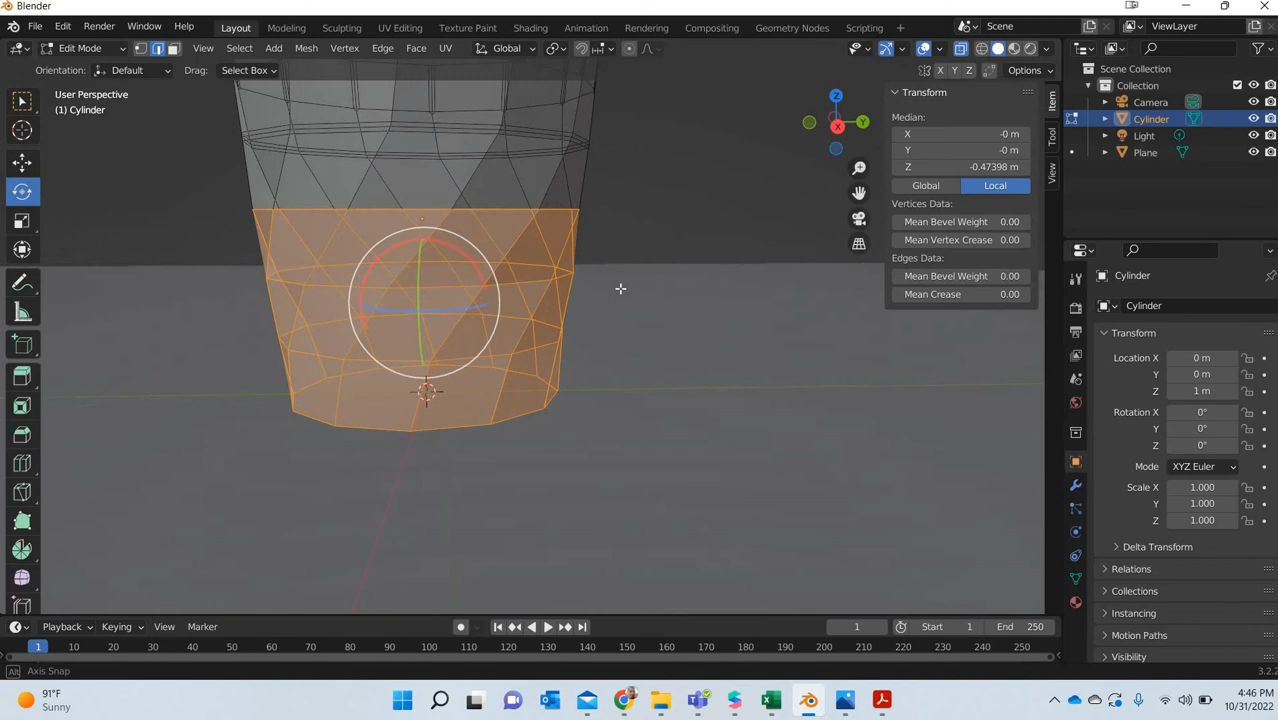 Blender
File Edit Render Window Help Layout Modeling Sculpting UV Editing Texture Paint Shading Animation Rendering Compositing Geometry Nodes Scripting Scene ViewLayer
Edit Mode View Select Add Mesh Vertex Edge Face UV Global
Orientation: Default Drag: Select Box X Y Z Options
User Perspective
(1) Cylinder
Z
Y
X
Transform
Median:
X -0 m
Y -0 m
Z -0.47398 m
Global Local
Vertices Data:
Mean Bevel Weight 0.00
Mean Vertex Crease 0.00
Edges Data:
Mean Bevel Weight 0.00
Mean Crease 0.00
Item
Tool
View
Scene Collection
Collection
Camera
Cylinder
Light
Plane
Cylinder
Cylinder
Transform
Location X 0 m
Y 0 m
Z 1 m
Rotation X 0°
Y 0°
Z 0°
Mode XYZ Euler
Scale X 1.000
Y 1.000
Z 1.000
Delta Transform
Relations
Collections
Instancing
Motion Paths
Visibility
Playback Keying View Marker 1 Start 1 End 250
1 10 20 30 40 50 60 70 80 90 100 110 120 130 140 150 160 170 180 190 200 210 220 230 240 250
Alt Axis Snap 3.2.2
91°F
Sunny
4:46 PM
10/31/2022